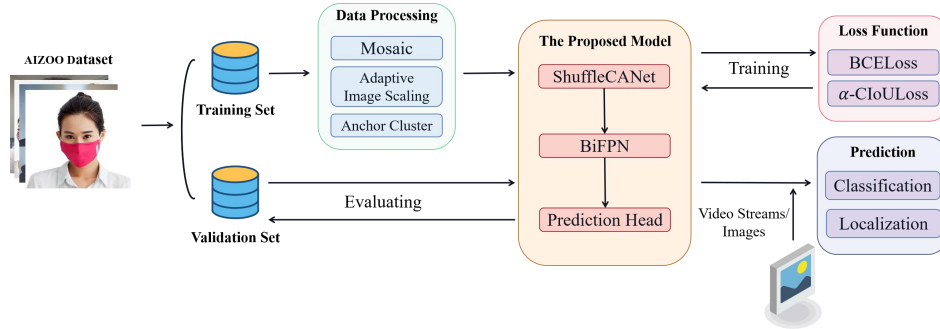 AIZOO Dataset
Training Set
Validation Set
Data Processing
Mosaic
Adaptive
Image Scaling
Anchor Cluster
Evaluating
The Proposed Model
ShuffleCANet
BiFPN
Prediction Head
Training
Loss Function
BCELoss
α-CIoULoss
Prediction
Classification
Localization
Video Streams/
Images